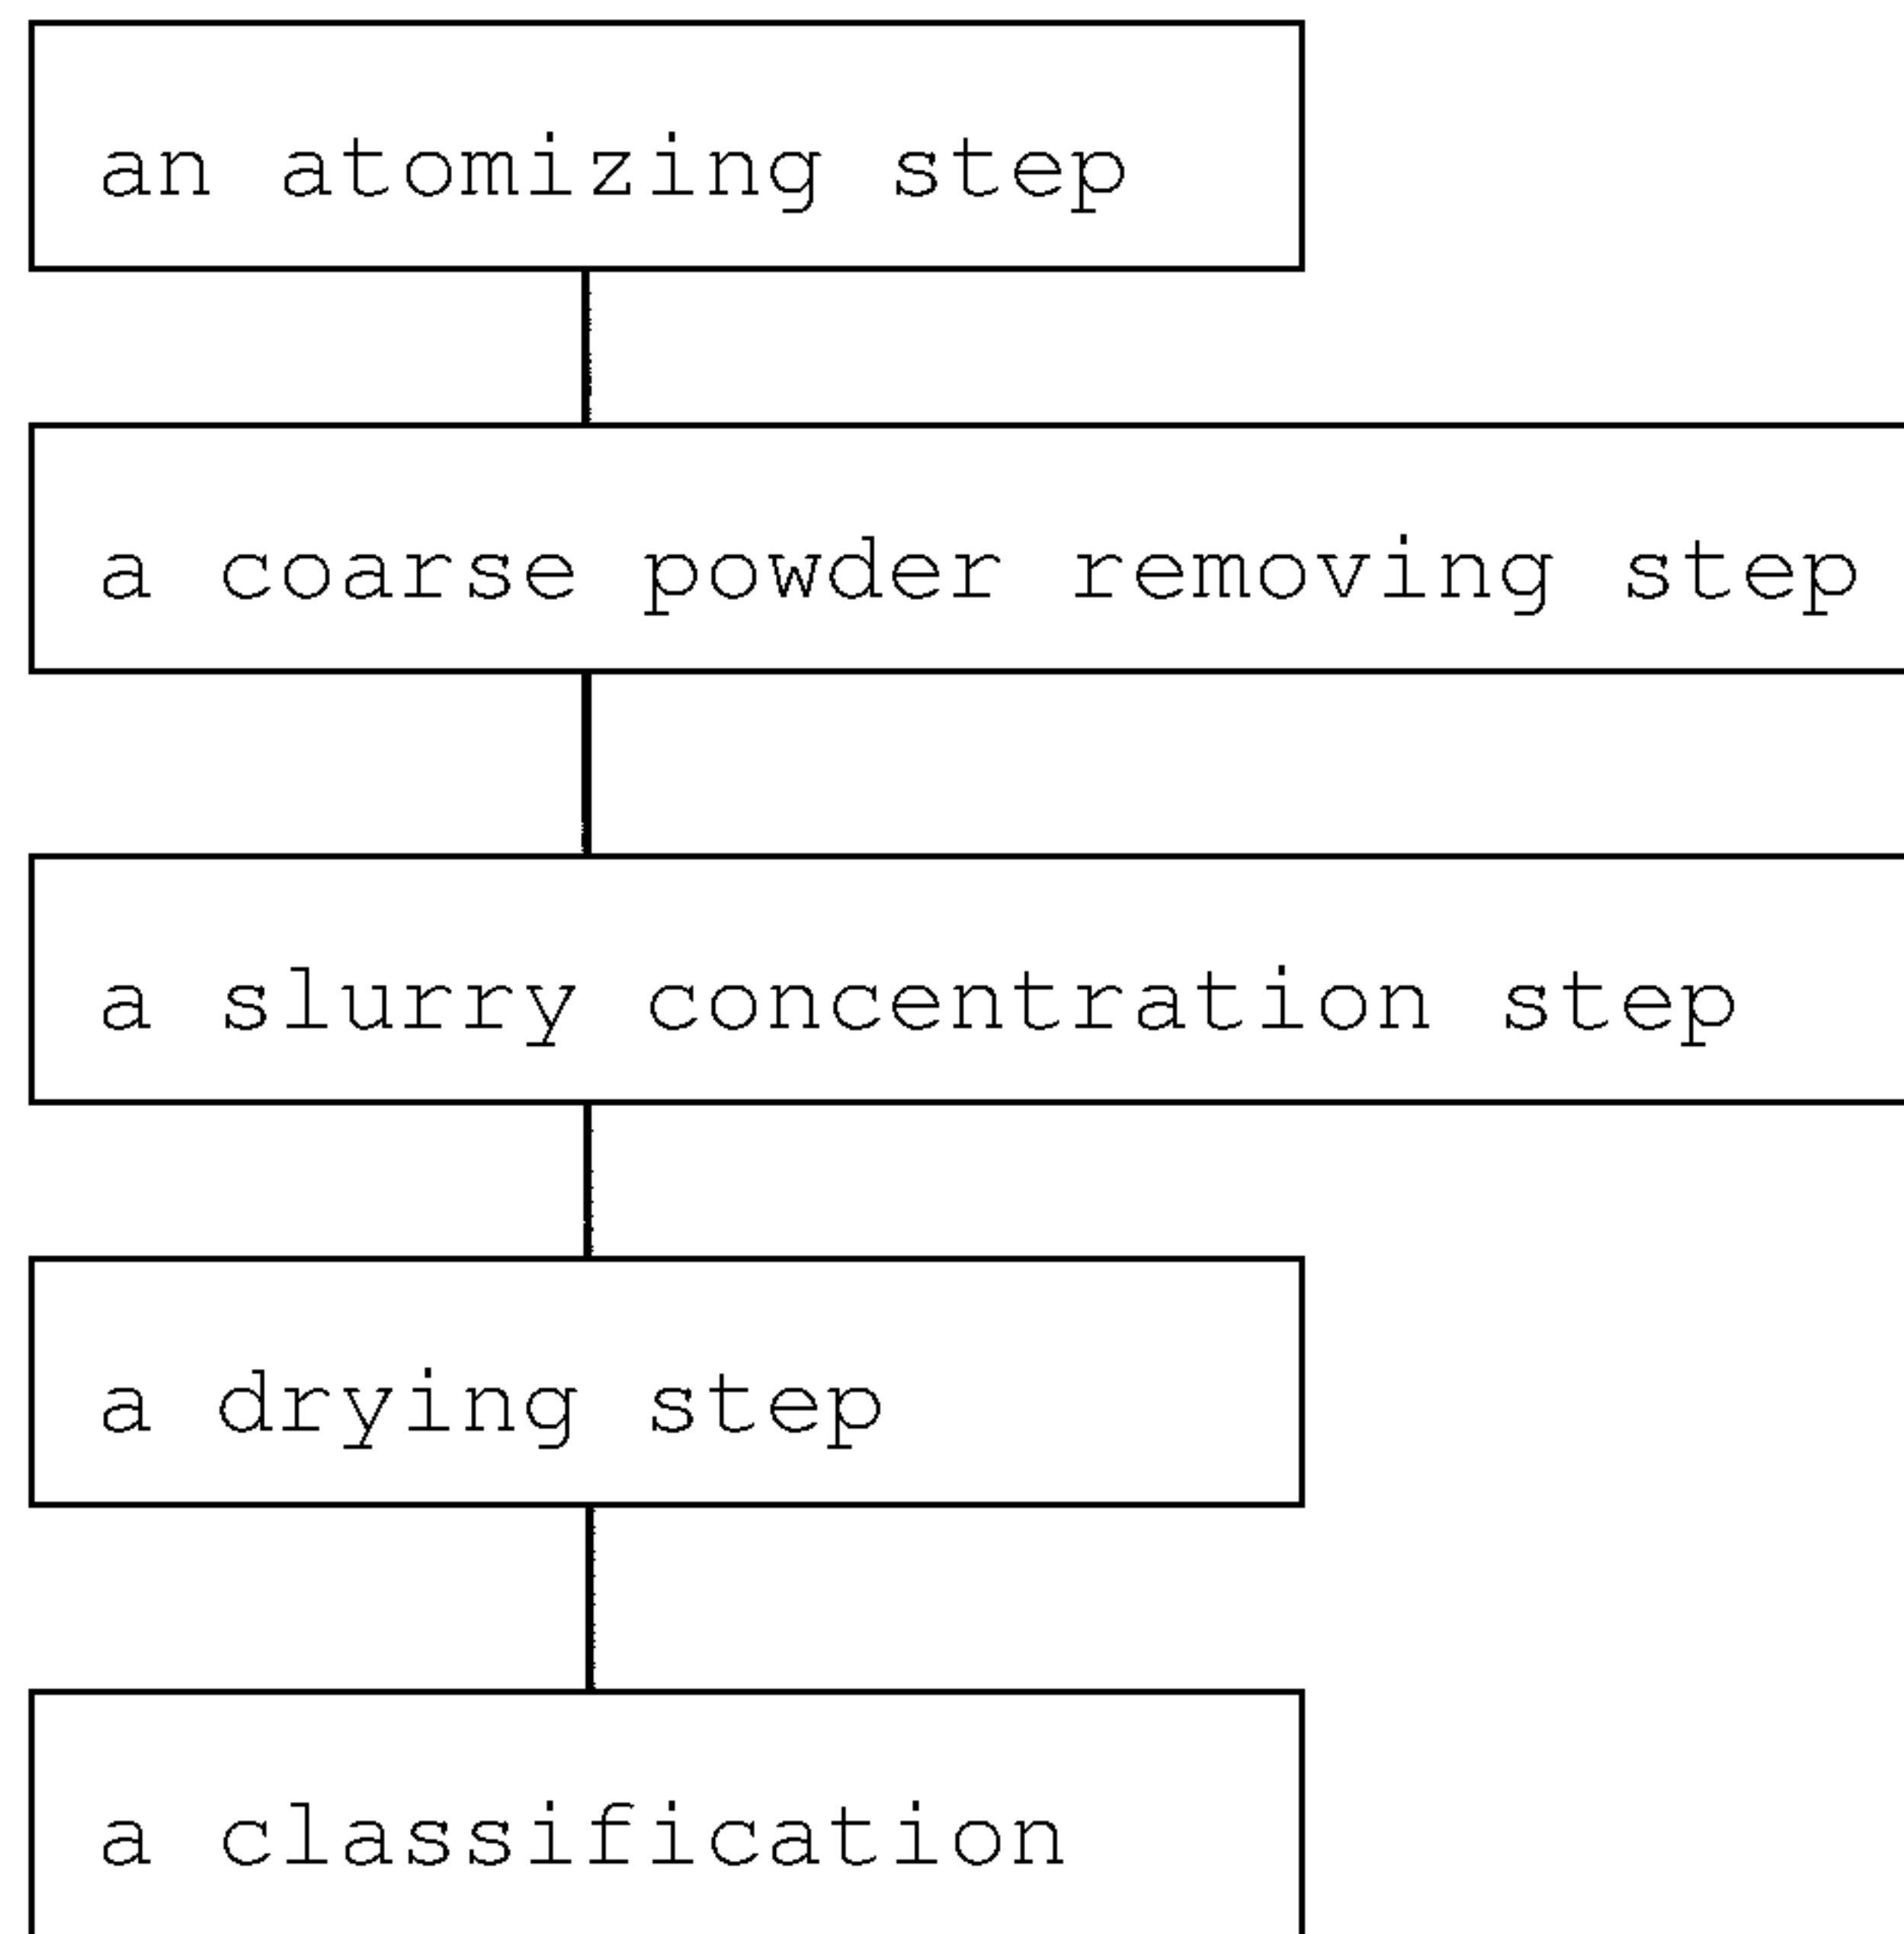 an atomizing step
a coarse powder removing step
a slurry concentration step
a drying step
a classification